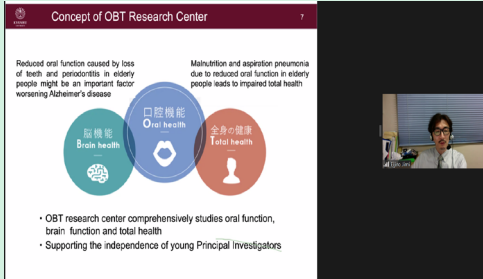 Concept of OBT Research Center
7
Reduced oral function caused by loss
of teeth and periodontitis in elderly
people might be an important factor
worsening Alzheimer's disease
Malnutrition and aspiration pneumonia
due to reduced oral function in elderly
people leads to impaired total health
口腔機能
Oral health
脳機能
Brain health
全身の健康
Total health
• OBT research center comprehensively studies oral function,
brain function and total health
• Supporting the independence of young Principal Investigators